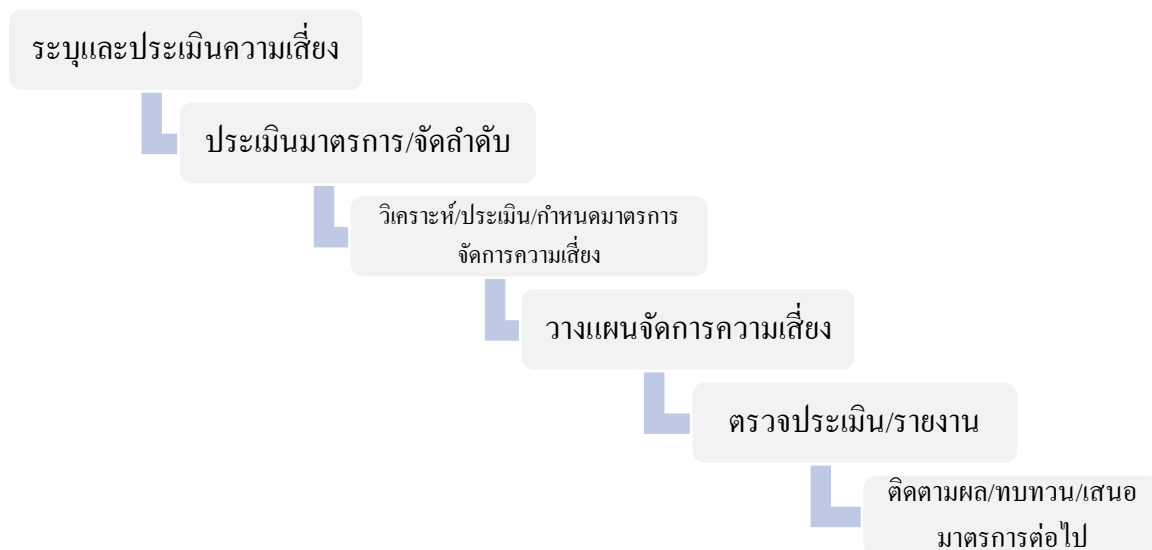 ระบุและประเมินความเสี่ยง
ประเมินมาตรการ/จัดลำดับ
วิเคราะห์/ประเมิน/กำหนดมาตรการ
จัดการความเสี่ยง
วางแผนจัดการความเสี่ยง
ตรวจประเมิน/รายงาน
ติดตามผล/ทบทวน/เสนอ
มาตรการต่อไป